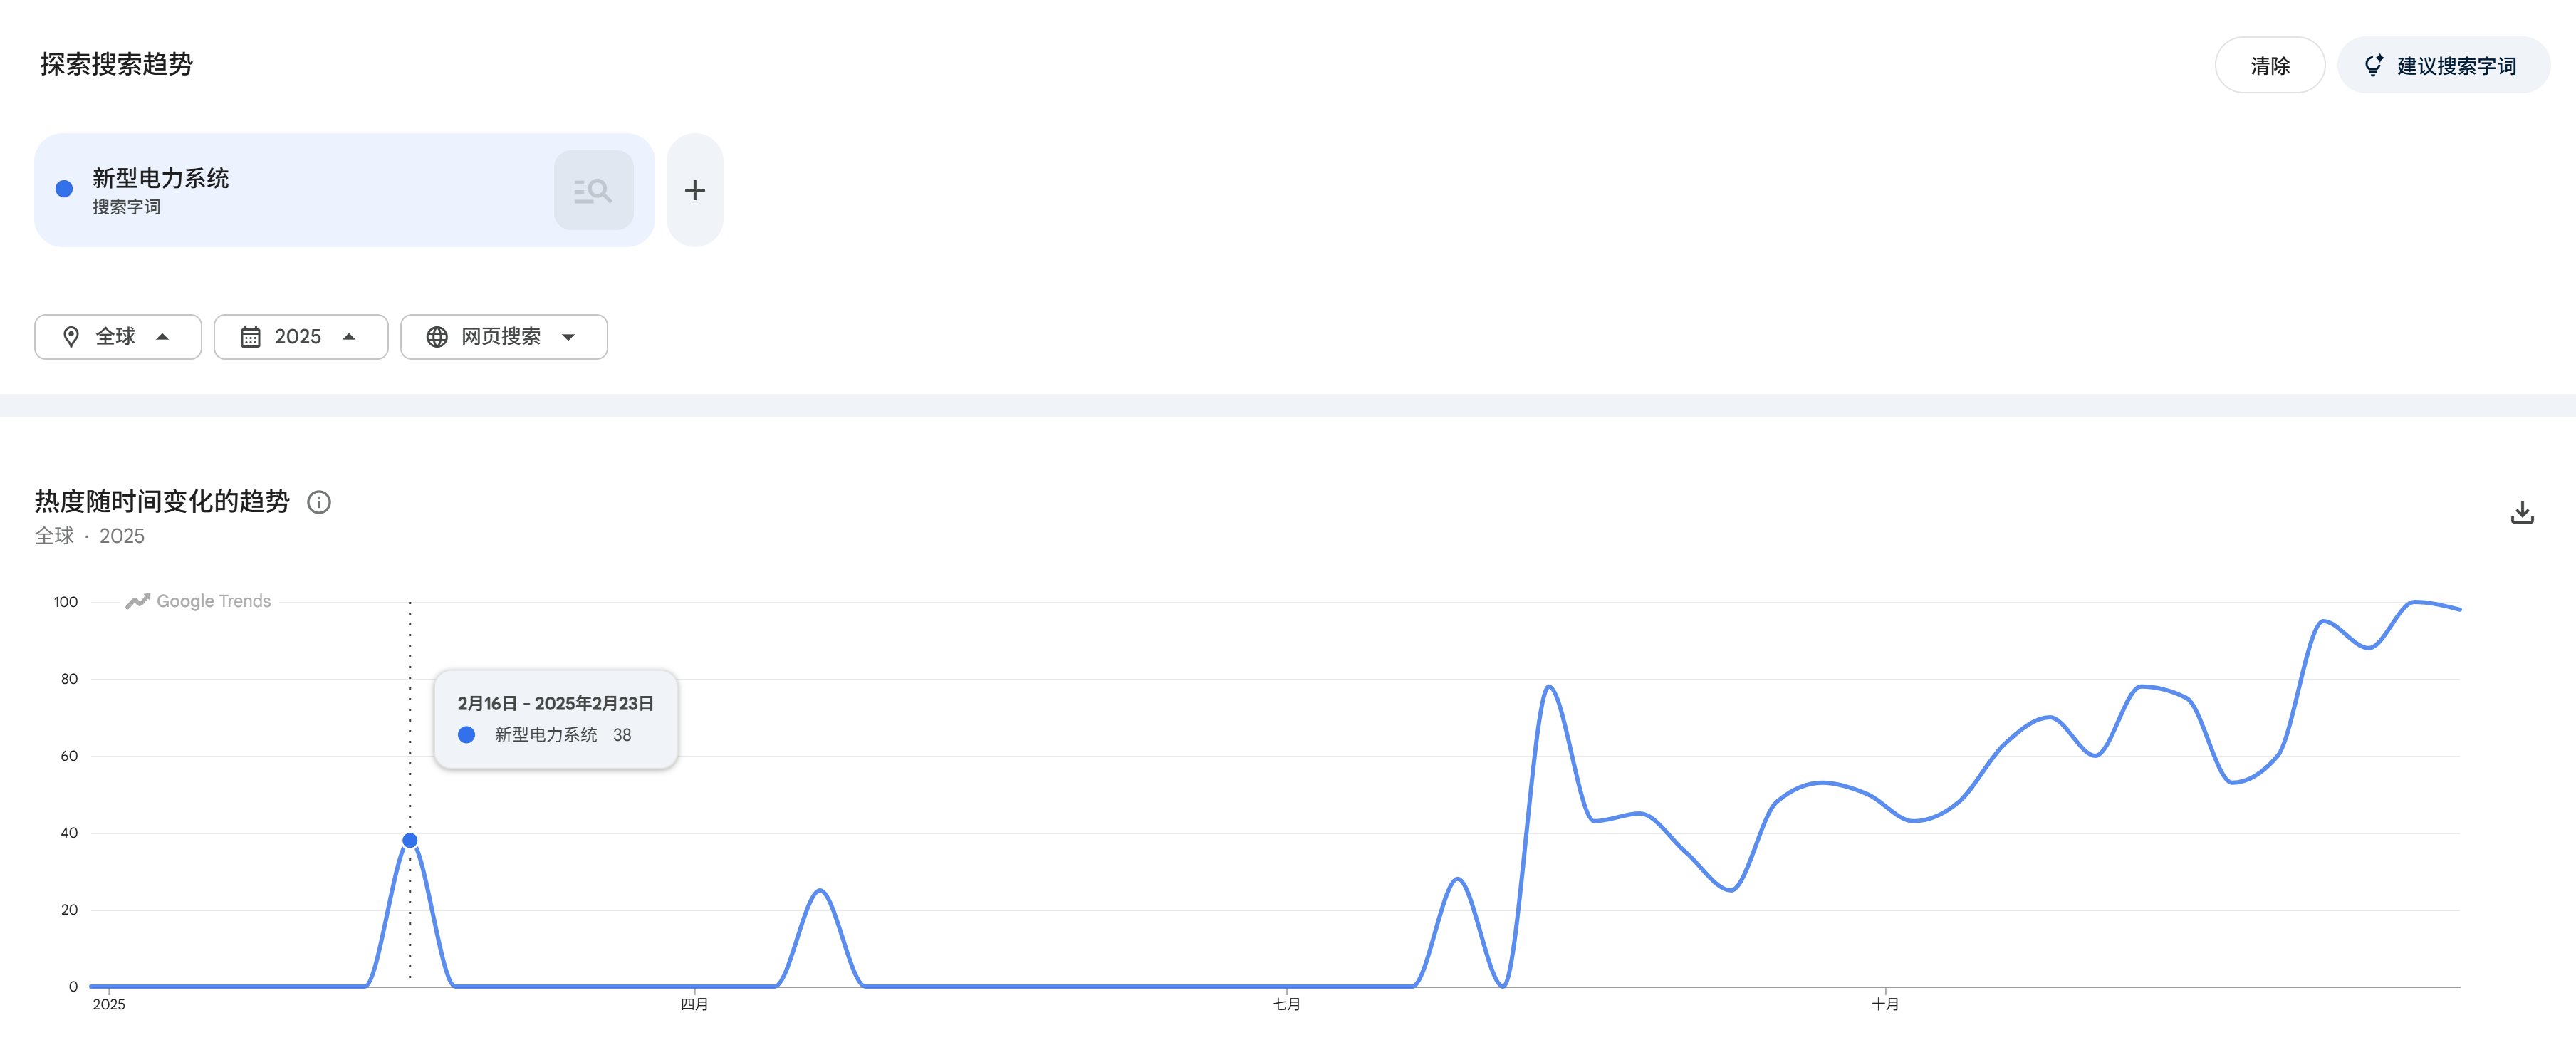 探索搜索趋势
清除
建议搜索字词
新型电力系统
搜索字词
+
全球
2025
网页搜索
热度随时间变化的趋势
全球 · 2025
Google Trends
100
80
60
40
20
0
2月16日 - 2025年2月23日
新型电力系统 38
2025
四月
七月
十月